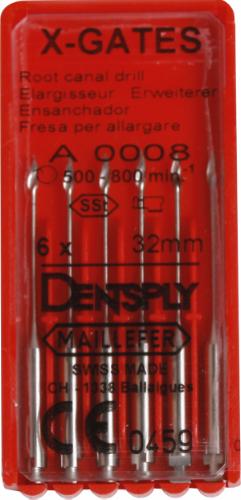 X-GATES
Root canal drill
Elargisseur Erweiterer
Ensanchador
Fresa per allargare
A 0008
500-800 min-1
SSt
6 x 32mm
DENTSPLY
MAILLEFER
SWISS MADE
CH - 1338 Ballaigues
CE 0459